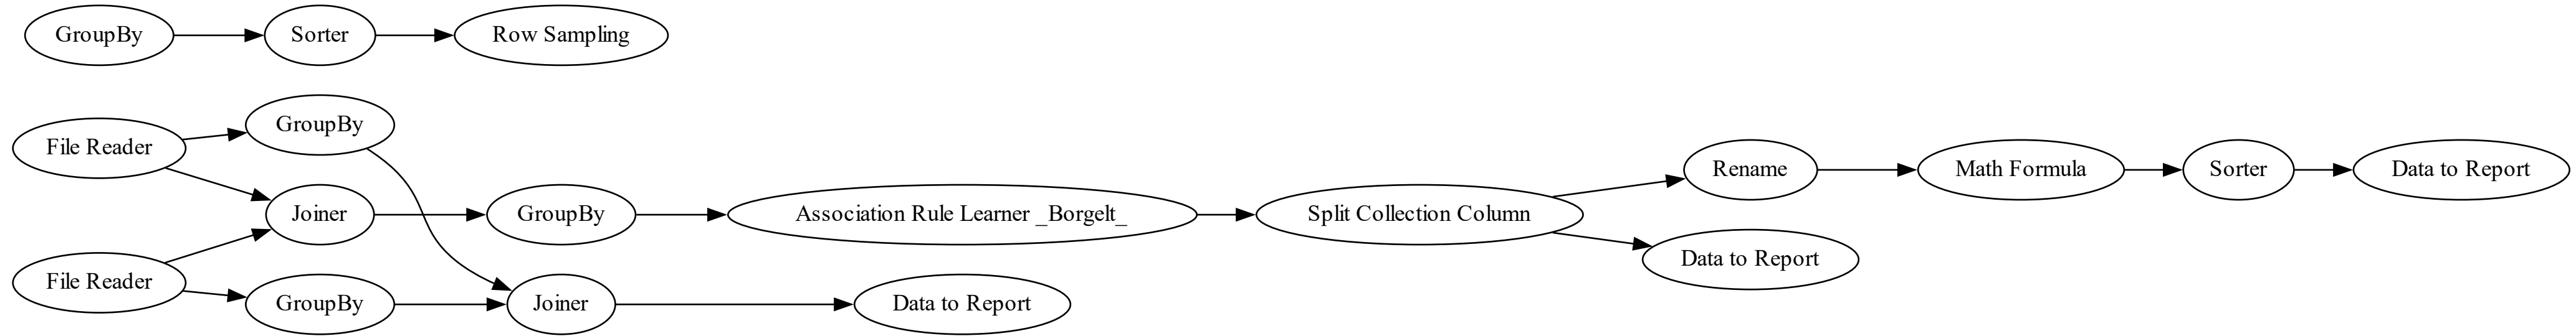 GroupBy
Sorter
Row Sampling
GroupBy
File Reader
Joiner
GroupBy
Association Rule Learner _Borgelt_
Split Collection Column
Rename
Math Formula
Sorter
Data to Report
Data to Report
File Reader
GroupBy
Joiner
Data to Report